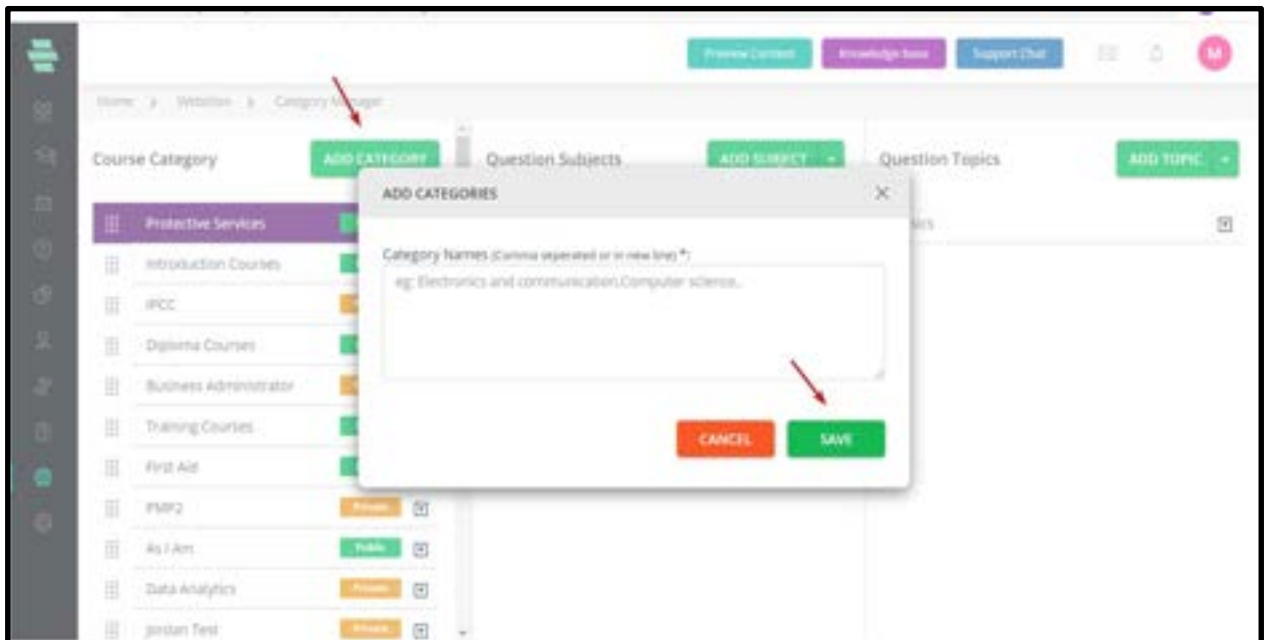 Preview Content Knowledge Base Support Chat M
Home > Websites > Category Manager
Course Category ADD CATEGORY Question Subjects ADD SUBJECT Question Topics ADD TOPIC
ADD CATEGORIES
Protective Services
Category Names (Comma seperated or in new line) *:
Introduction Courses
eg: Electronics and communication,Computer science..
IPCC
Diploma Courses
Business Administrator
Training Courses
CANCEL SAVE
First Aid
PMP2 Private
As I Am Public
Data Analytics Private
Jordan Test Private